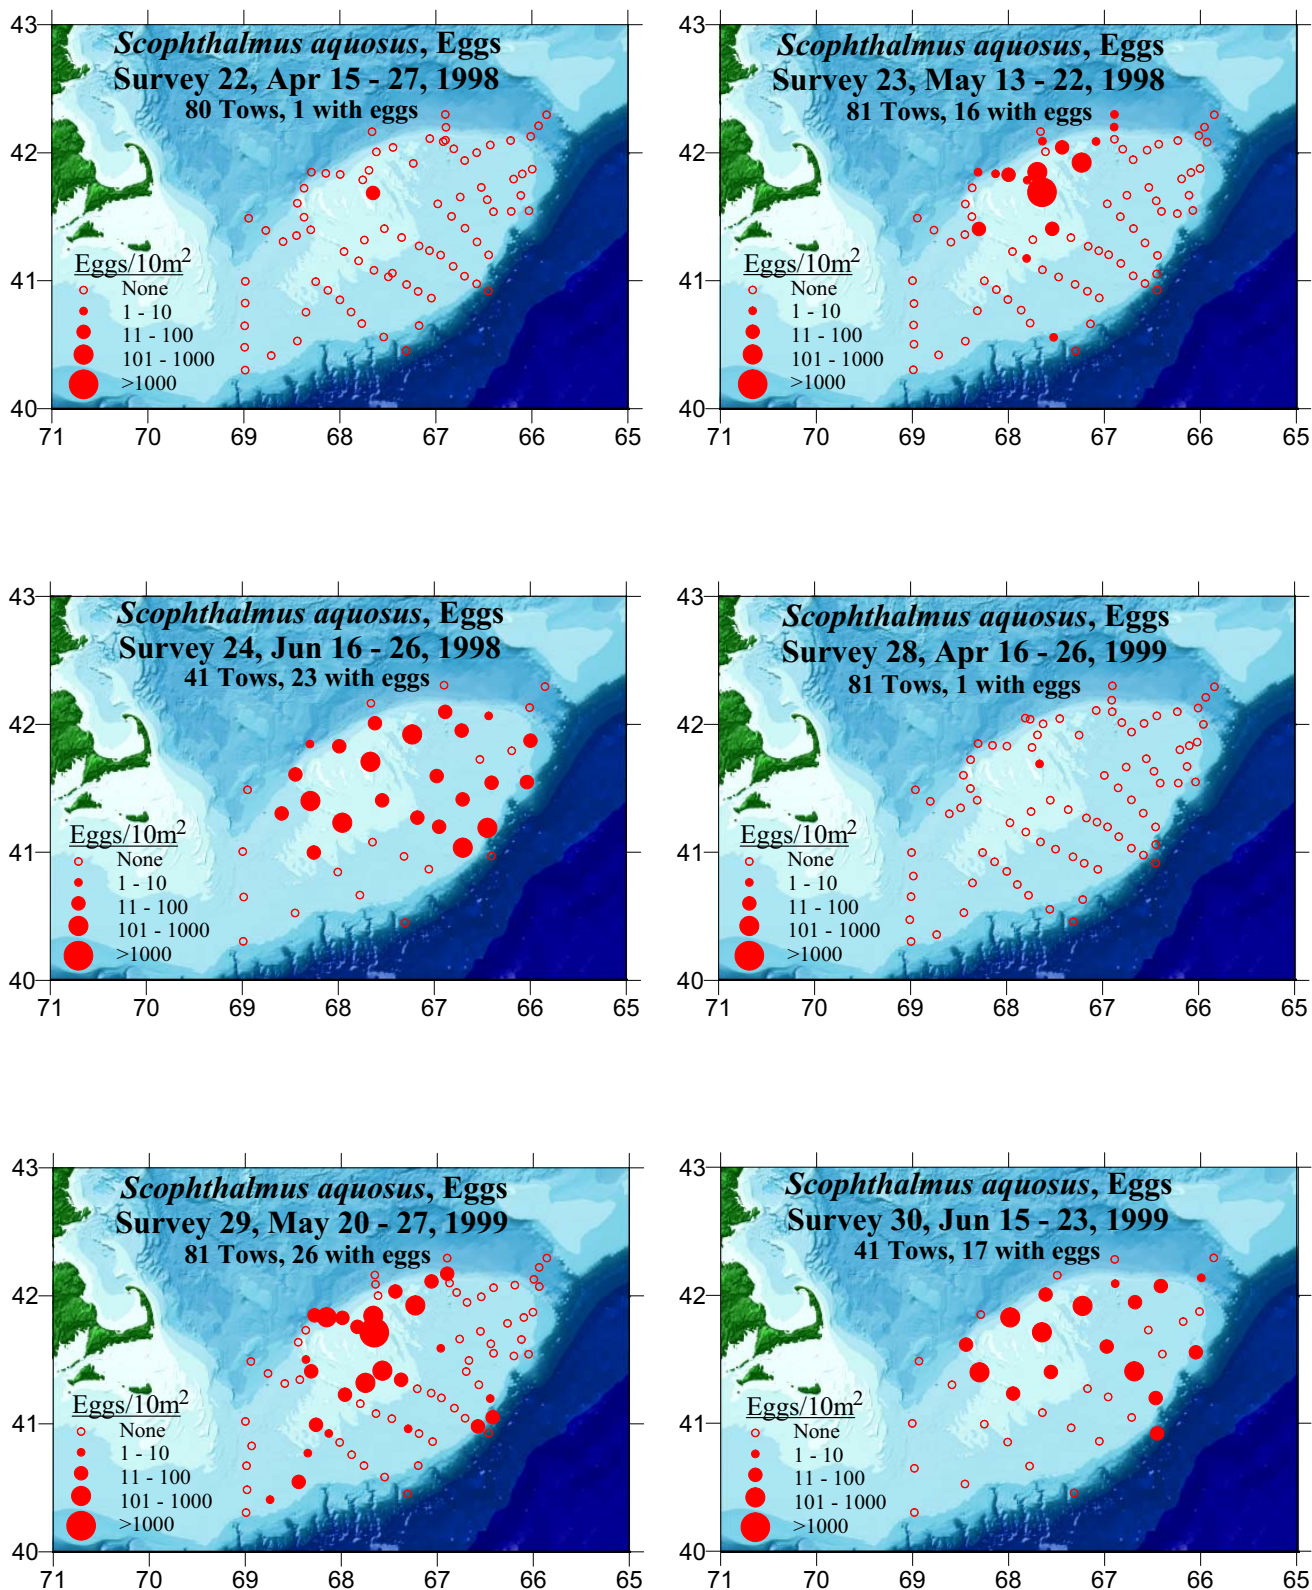 Scophthalmus aquosus, Eggs
Survey 22, Apr 15 - 27, 1998
80 Tows, 1 with eggs
Eggs/10m2
None
1 - 10
11 - 100
101 - 1000
>1000
43
42
41
40
71 70 69 68 67 66 65
Scophthalmus aquosus, Eggs
Survey 23, May 13 - 22, 1998
81 Tows, 16 with eggs
Eggs/10m2
None
1 - 10
11 - 100
101 - 1000
>1000
43
42
41
40
71 70 69 68 67 66 65
Scophthalmus aquosus, Eggs
Survey 24, Jun 16 - 26, 1998
41 Tows, 23 with eggs
Eggs/10m2
None
1 - 10
11 - 100
101 - 1000
>1000
43
42
41
40
71 70 69 68 67 66 65
Scophthalmus aquosus, Eggs
Survey 28, Apr 16 - 26, 1999
81 Tows, 1 with eggs
Eggs/10m2
None
1 - 10
11 - 100
101 - 1000
>1000
43
42
41
40
71 70 69 68 67 66 65
Scophthalmus aquosus, Eggs
Survey 29, May 20 - 27, 1999
81 Tows, 26 with eggs
Eggs/10m2
None
1 - 10
11 - 100
101 - 1000
>1000
43
42
41
40
71 70 69 68 67 66 65
Scophthalmus aquosus, Eggs
Survey 30, Jun 15 - 23, 1999
41 Tows, 17 with eggs
Eggs/10m2
None
1 - 10
11 - 100
101 - 1000
>1000
43
42
41
40
71 70 69 68 67 66 65